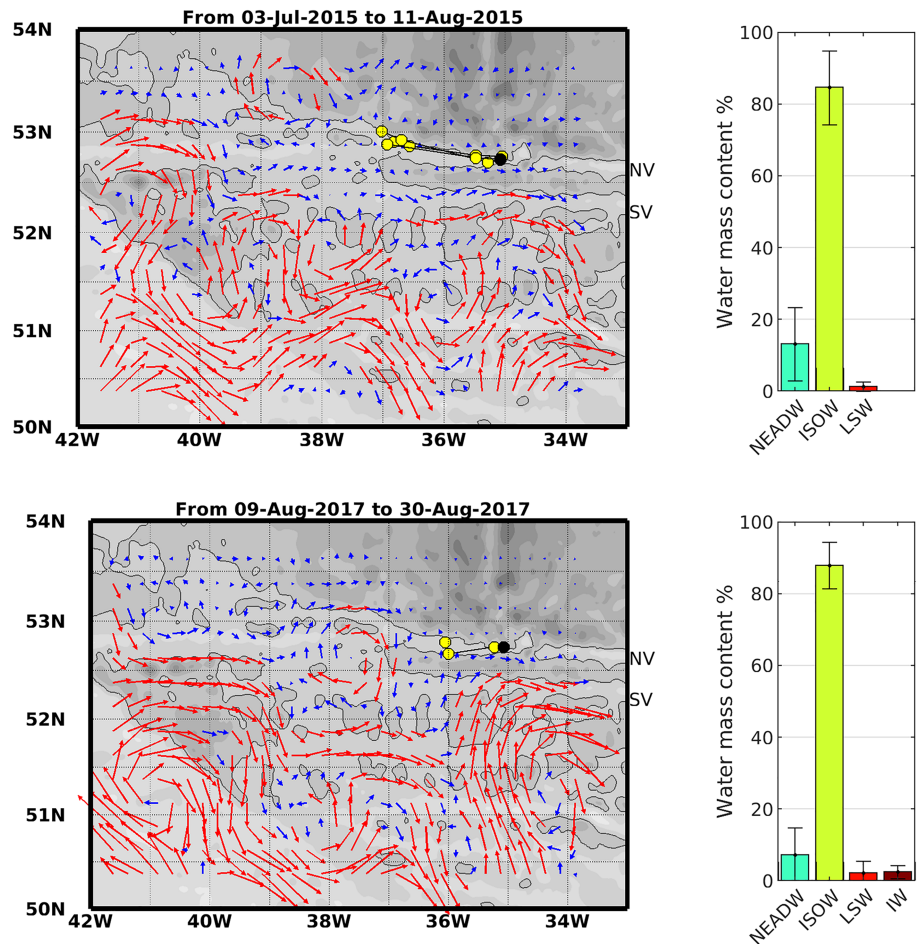 From 03-Jul-2015 to 11-Aug-2015
54N
53N
52N
51N
50N
42W 40W 38W 36W 34W
NV
SV
Water mass content %
100
80
60
40
20
0
NEADW ISOW LSW
From 09-Aug-2017 to 30-Aug-2017
54N
53N
52N
51N
50N
42W 40W 38W 36W 34W
NV
SV
Water mass content %
100
80
60
40
20
0
NEADW ISOW LSW IW